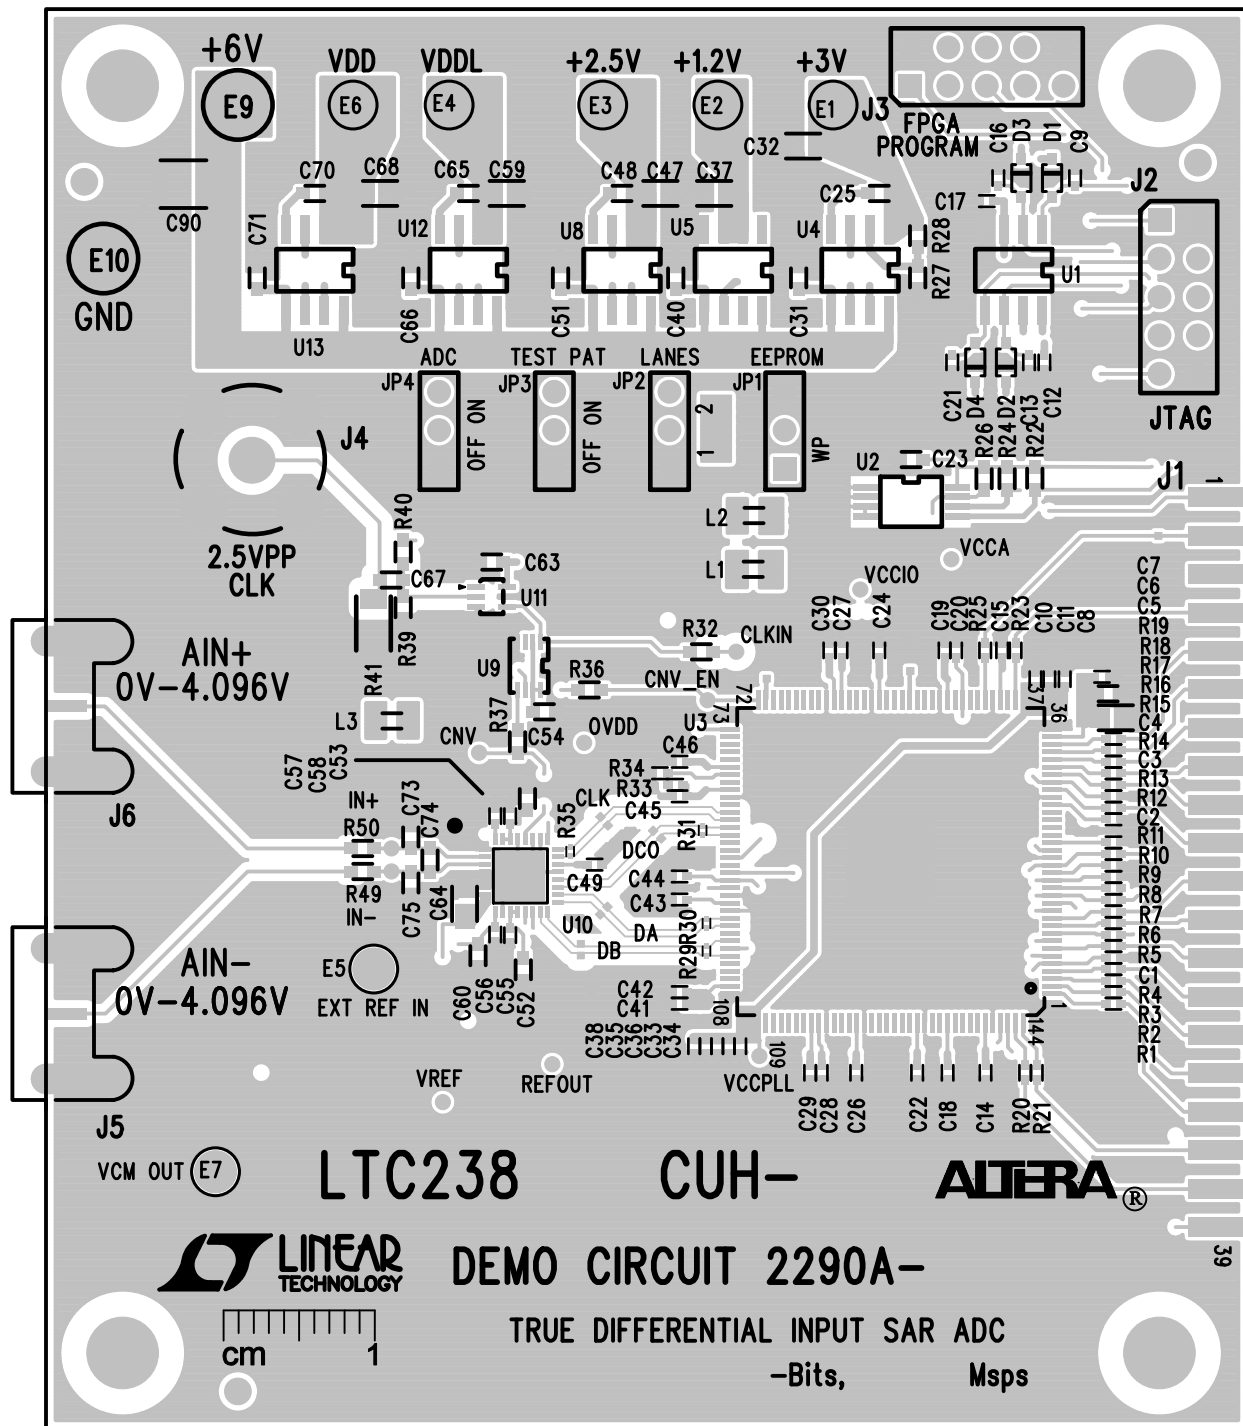 +6V
VDD
VDDL
+2.5V
+1.2V
+3V
E9
E6
E4
E3
E2
E1
J3
FPGA
PROGRAM
C16
D3
D1
C9
C32
C90
C70
C68
C65
C59
C48
C47
C37
C25
C17
J2
E10
GND
C71
U12
U8
U5
U4
R28
R27
U1
U13
C66
C51
C40
C31
ADC
TEST PAT
LANES
EEPROM
JP4
JP3
JP2
JP1
OFF ON
OFF ON
1 2
WP
C21
D4
D2
C13
C12
R26
R24
R22
JTAG
J4
2.5VPP
CLK
R40
U2
C23
J1
1
L2
L1
VCCA
VCCIO
C67
C63
U11
R39
R41
U9
R36
R32
CLKIN
CNV_EN
C30
C27
C24
C19
C20
R25
C15
R23
C10
C11
C8
C7
C6
C5
R19
R18
R17
R16
R15
C4
R14
C3
R13
R12
C2
R11
R10
R9
R8
R7
R6
R5
C1
R4
R3
R2
R1
AIN+
0V-4.096V
L3
R37
C54
CNV
OVDD
U3
72
73
37
36
C57
C58
C53
C46
R34
R33
C45
CLK
R35
R31
DCO
J6
IN+
R50
C73
C74
R49
IN-
C75
C64
C49
C44
C43
U10
DA
DB
R30
R29
AIN-
0V-4.096V
E5
EXT REF IN
C60
C56
C55
C52
C42
C41
C38
C35
C36
C33
C34
108
109
1
144
VREF
REFOUT
VCCPLL
C29
C28
C26
C22
C18
C14
R20
R21
J5
VCM OUT
E7
LTC238 CUH-
ALTERA®
39
LINEAR
TECHNOLOGY
DEMO CIRCUIT 2290A-
TRUE DIFFERENTIAL INPUT SAR ADC
-Bits, Msps
cm 1